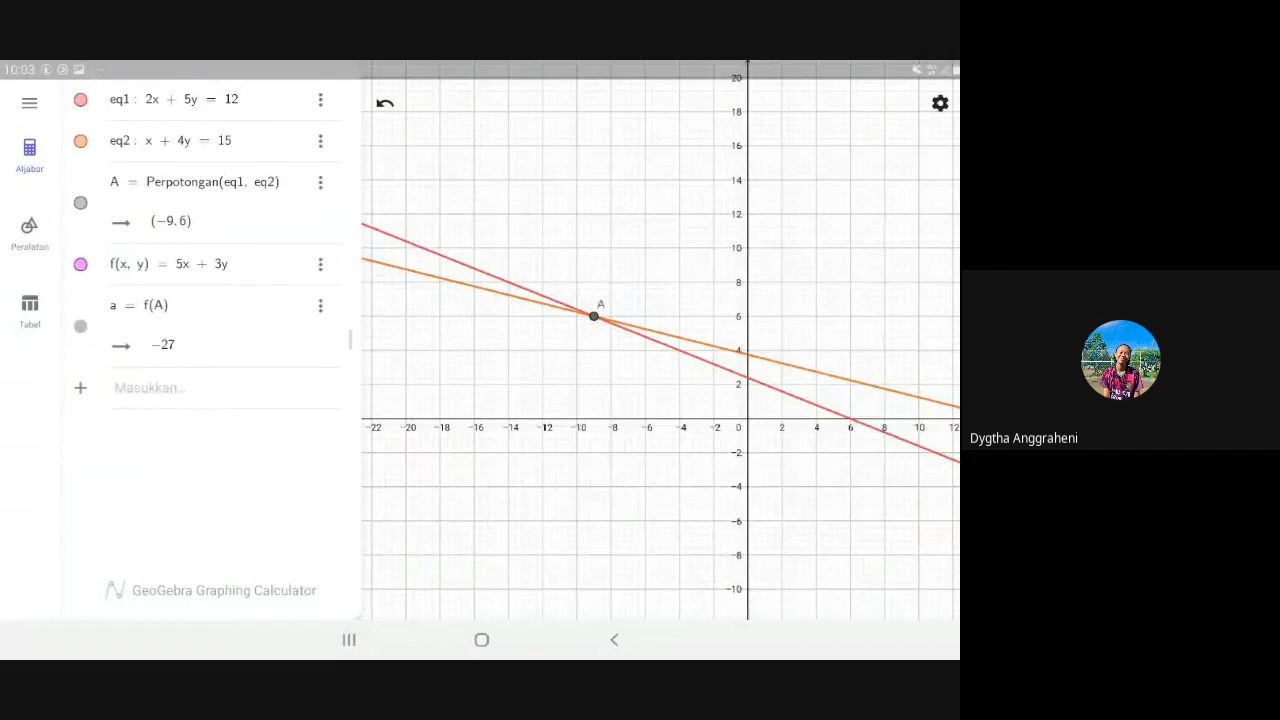 10:03
eq1 : 2x + 5y = 12
eq2 : x + 4y = 15
Aljabar
A = Perpotongan(eq1, eq2)
→ (−9.6)
Peralatan
f(x, y) = 5x + 3y
a = f(A)
Tabel
→ −27
+ Masukkan...
GeoGebra Graphing Calculator
20
18
16
14
12
10
8
6
4
2
−22 −20 −18 −16 −14 −12 −10 −8 −6 −4 −2 0 2 4 6 8 10 12
−2
−4
−6
−8
−10
A
Dygtha Anggraheni